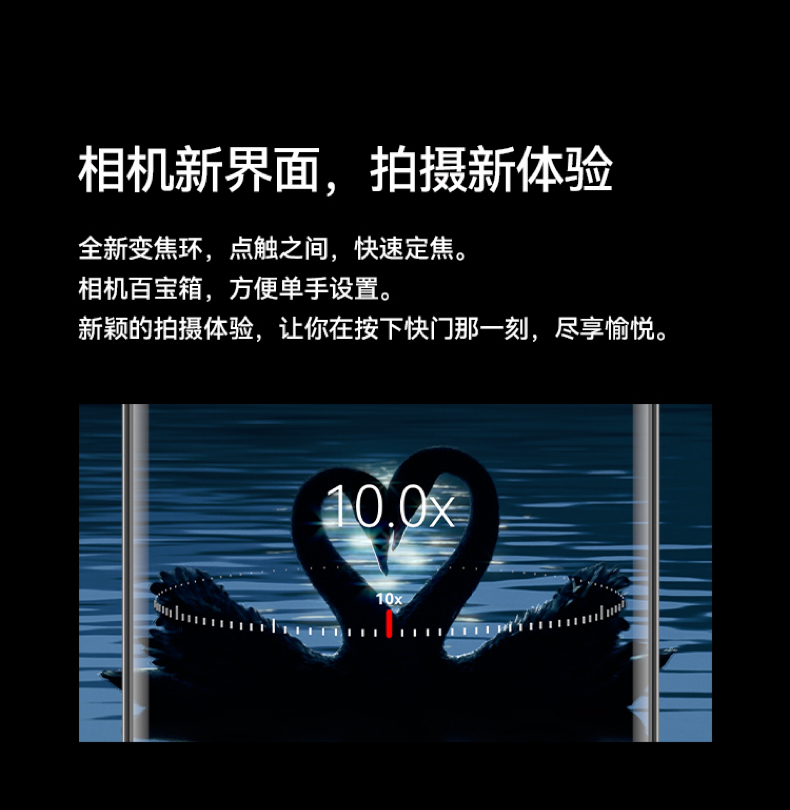 相机新界面，拍摄新体验
全新变焦环，点触之间，快速定焦。
相机百宝箱，方便单手设置。
新颖的拍摄体验，让你在按下快门那一刻，尽享愉悦。
10.0x
10x